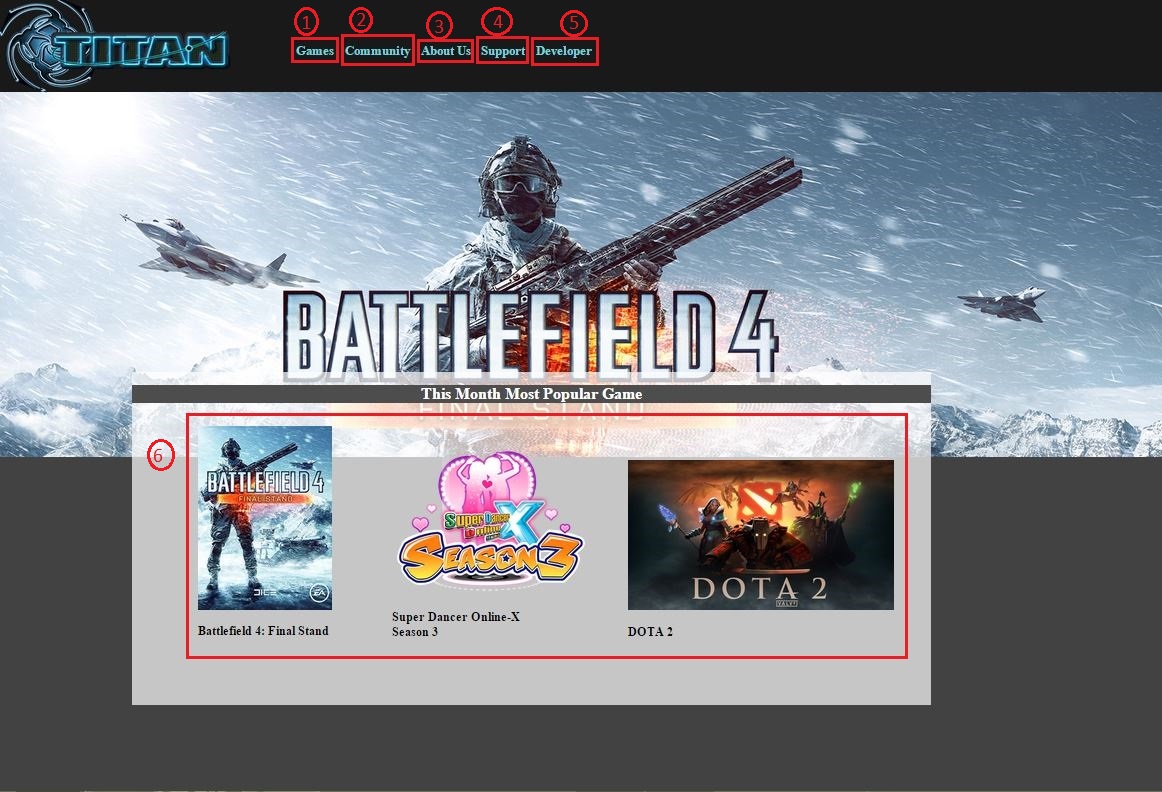 1 2 3 4 5
TITAN
Games Community About Us Support Developer
BATTLEFIELD 4
This Month Most Popular Game
FINAL STAND
6
BATTLEFIELD 4
FINAL STAND
DICE EA
Super Dancer
Online
X
SEASON 3
DOTA 2
VALVE
Battlefield 4: Final Stand
Super Dancer Online-X
Season 3
DOTA 2